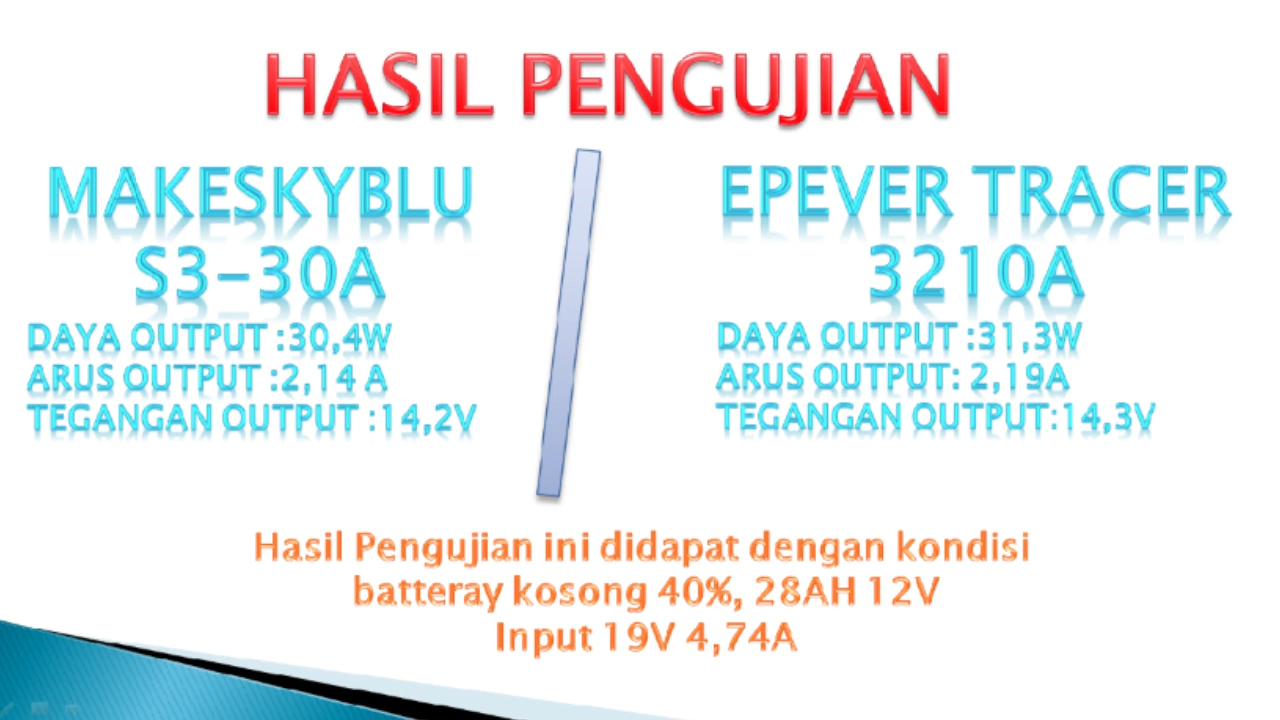 HASIL PENGUJIAN
MAKESKYBLU
S3-30A
DAYA OUTPUT :30,4W
ARUS OUTPUT :2,14 A
TEGANGAN OUTPUT :14,2V
EPEVER TRACER
3210A
DAYA OUTPUT :31,3W
ARUS OUTPUT: 2,19A
TEGANGAN OUTPUT:14,3V
Hasil Pengujian ini didapat dengan kondisi
batteray kosong 40%, 28AH 12V
Input 19V 4,74A